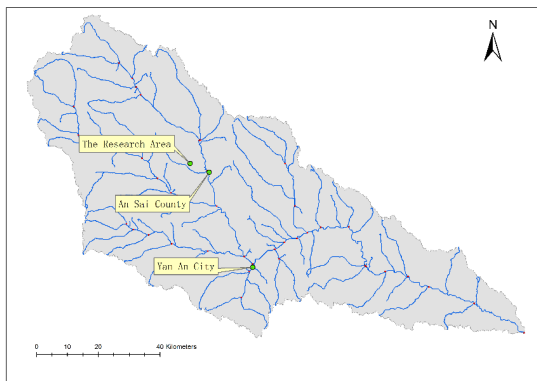 N
The Research Area
An Sai County
Yan An City
0 10 20 40 Kilometers